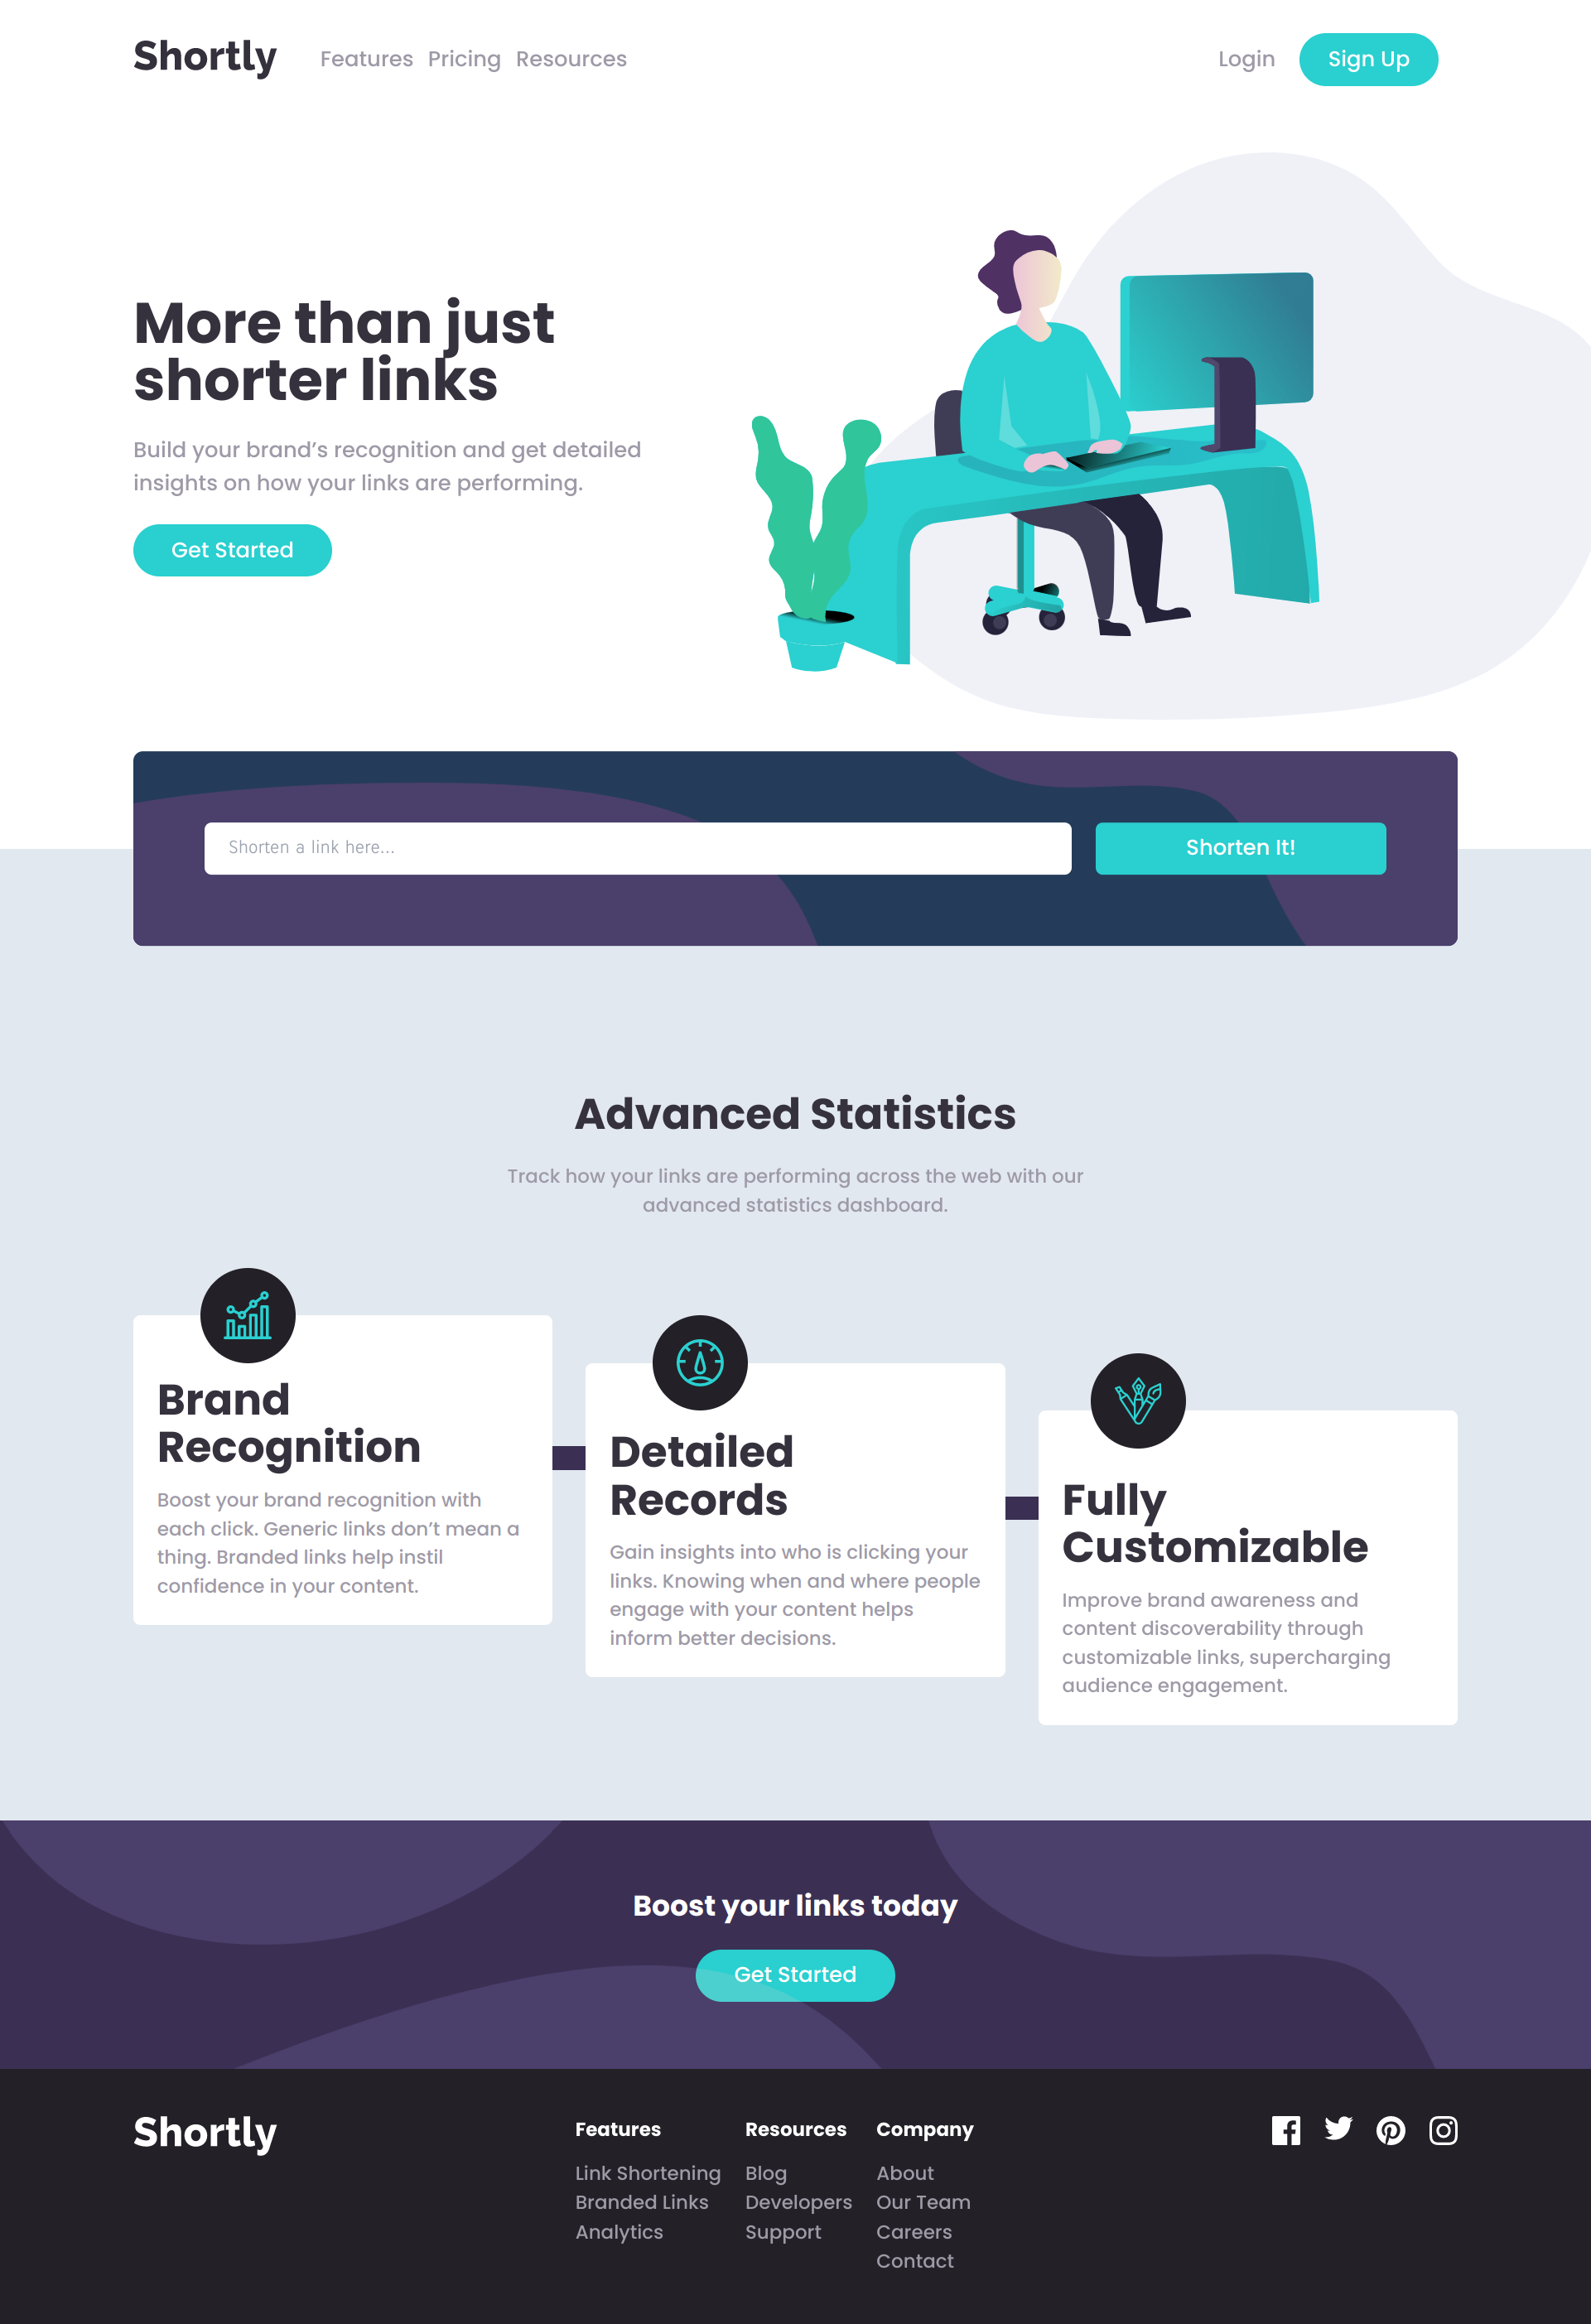 Shortly
Features Pricing Resources
Login
Sign Up
More than just
shorter links
Build your brand’s recognition and get detailed
insights on how your links are performing.
Get Started
Shorten a link here...
Shorten It!
Advanced Statistics
Track how your links are performing across the web with our
advanced statistics dashboard.
Brand
Recognition
Boost your brand recognition with
each click. Generic links don’t mean a
thing. Branded links help instil
confidence in your content.
Detailed
Records
Gain insights into who is clicking your
links. Knowing when and where people
engage with your content helps
inform better decisions.
Fully
Customizable
Improve brand awareness and
content discoverability through
customizable links, supercharging
audience engagement.
Boost your links today
Get Started
Shortly
Features
Link Shortening
Branded Links
Analytics
Resources
Blog
Developers
Support
Company
About
Our Team
Careers
Contact